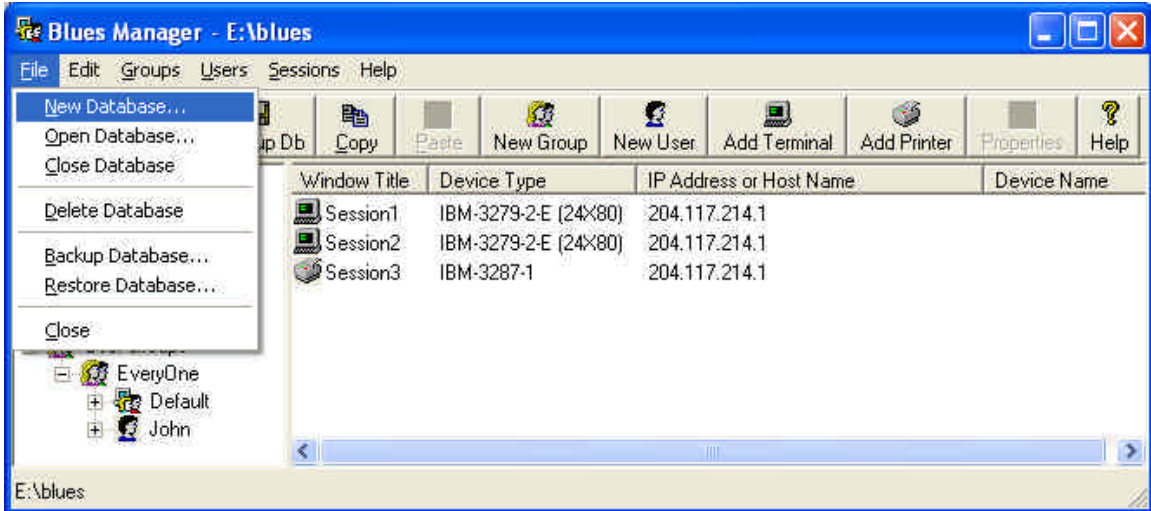 Blues Manager - E:\blues
File Edit Groups Users Sessions Help
New Database...
Open Database...
Close Database
Delete Database
Backup Database...
Restore Database...
Close
Db Copy Paste New Group New User Add Terminal Add Printer Properties Help
Window Title Device Type IP Address or Host Name Device Name
Session1 IBM-3279-2-E (24X80) 204.117.214.1
Session2 IBM-3279-2-E (24X80) 204.117.214.1
Session3 IBM-3287-1 204.117.214.1
EveryOne
Default
John
E:\blues